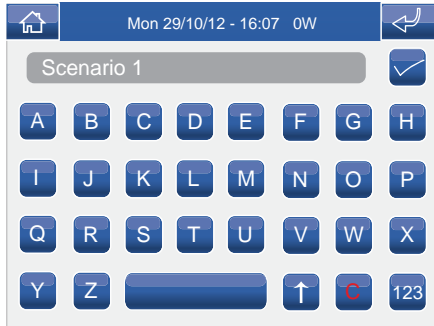 Mon 29/10/12 - 16:07 0W
Scenario 1
A B C D E F G H
I J K L M N O P
Q R S T U V W X
Y Z C 123